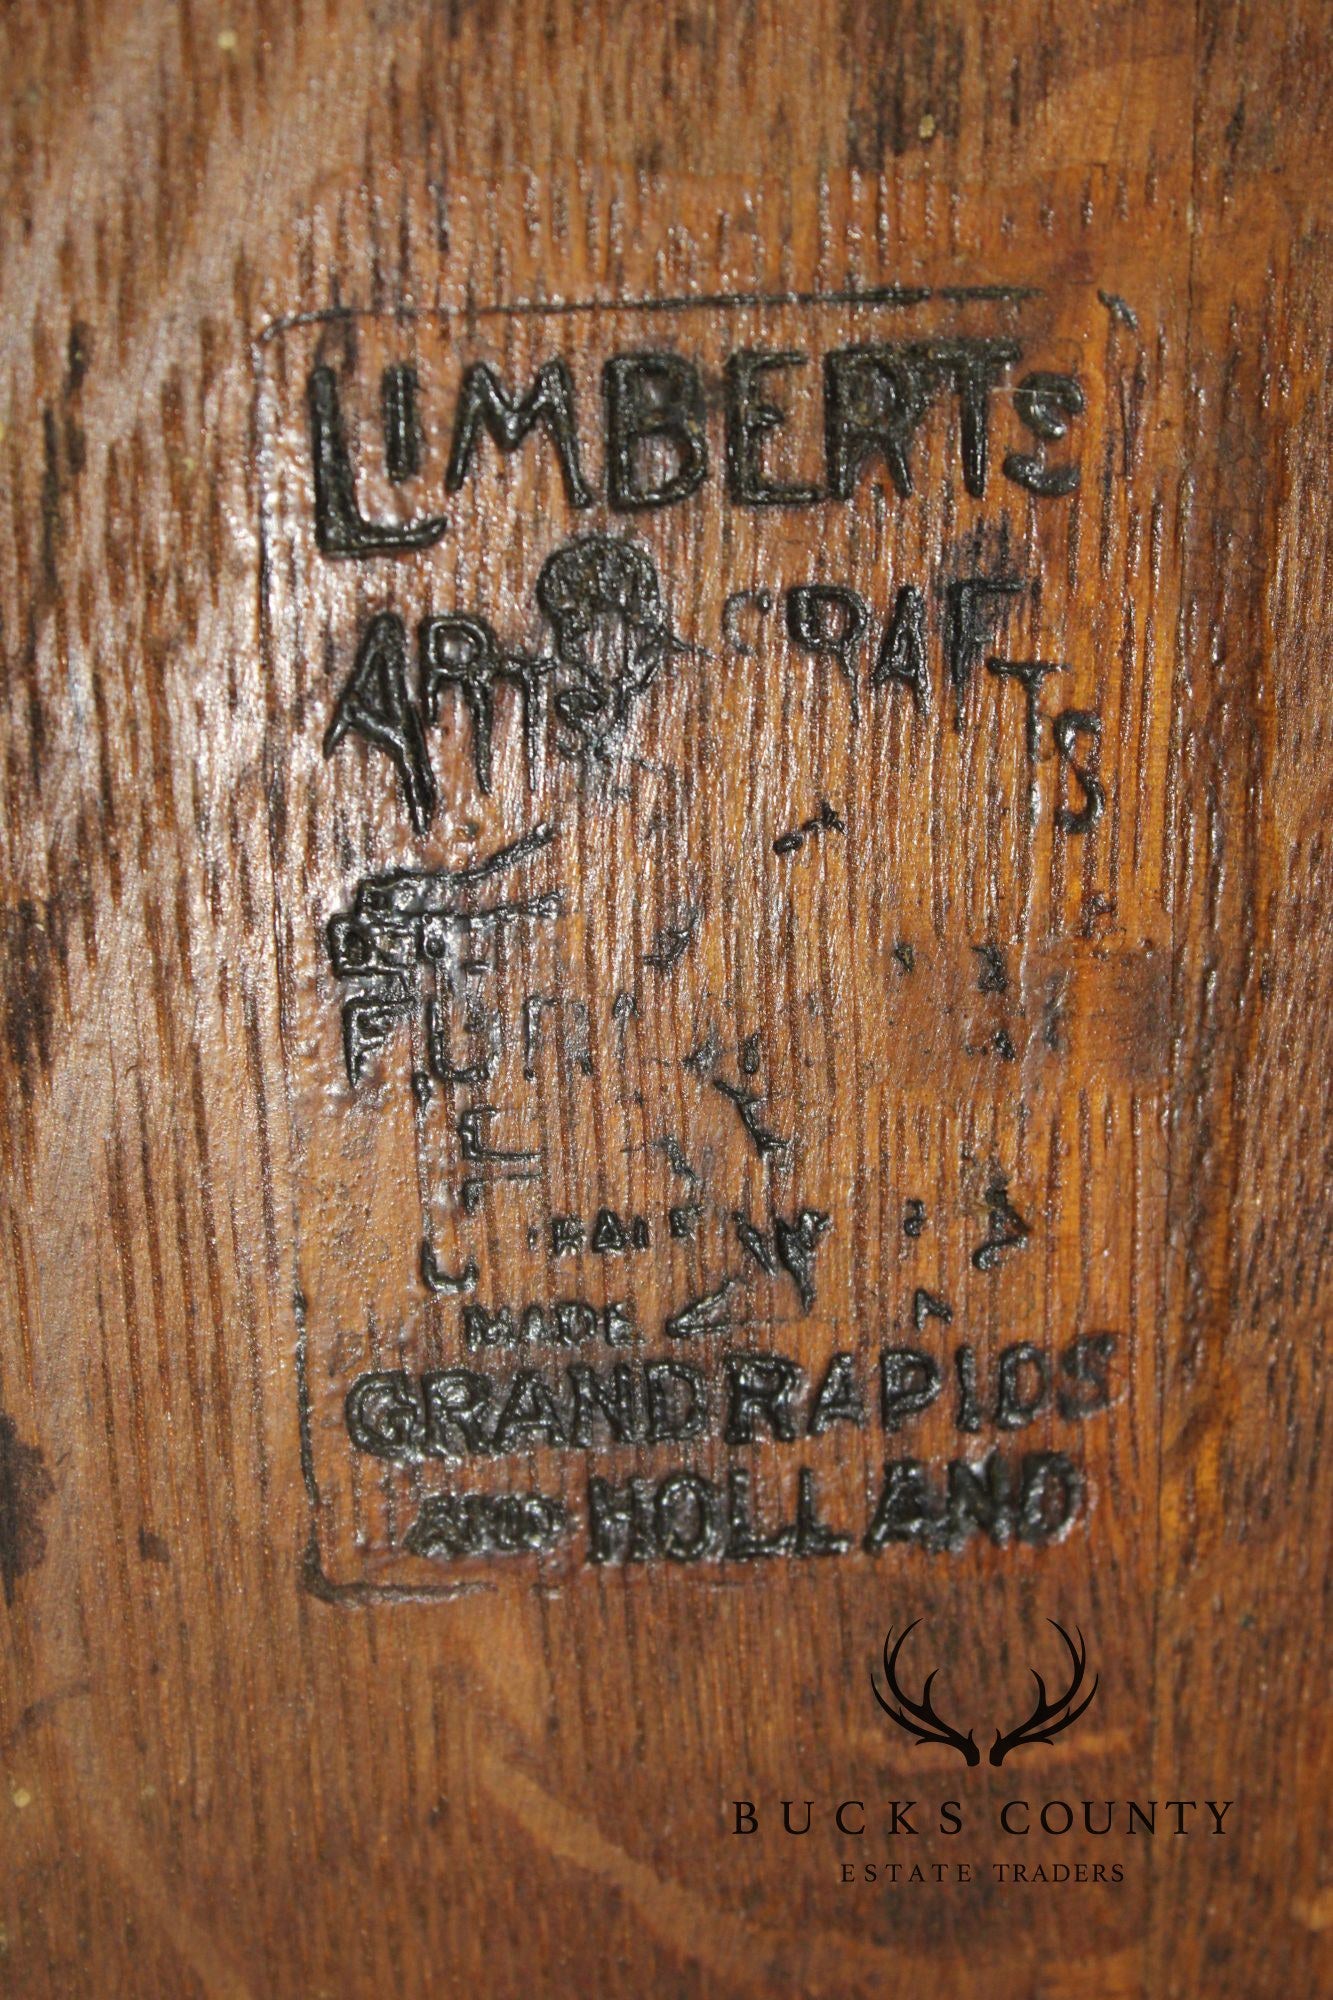 LIMBERTS
ARTS CRAFTS
MADE
GRAND RAPIDS
AND HOLLAND
BUCKS COUNTY
ESTATE TRADERS